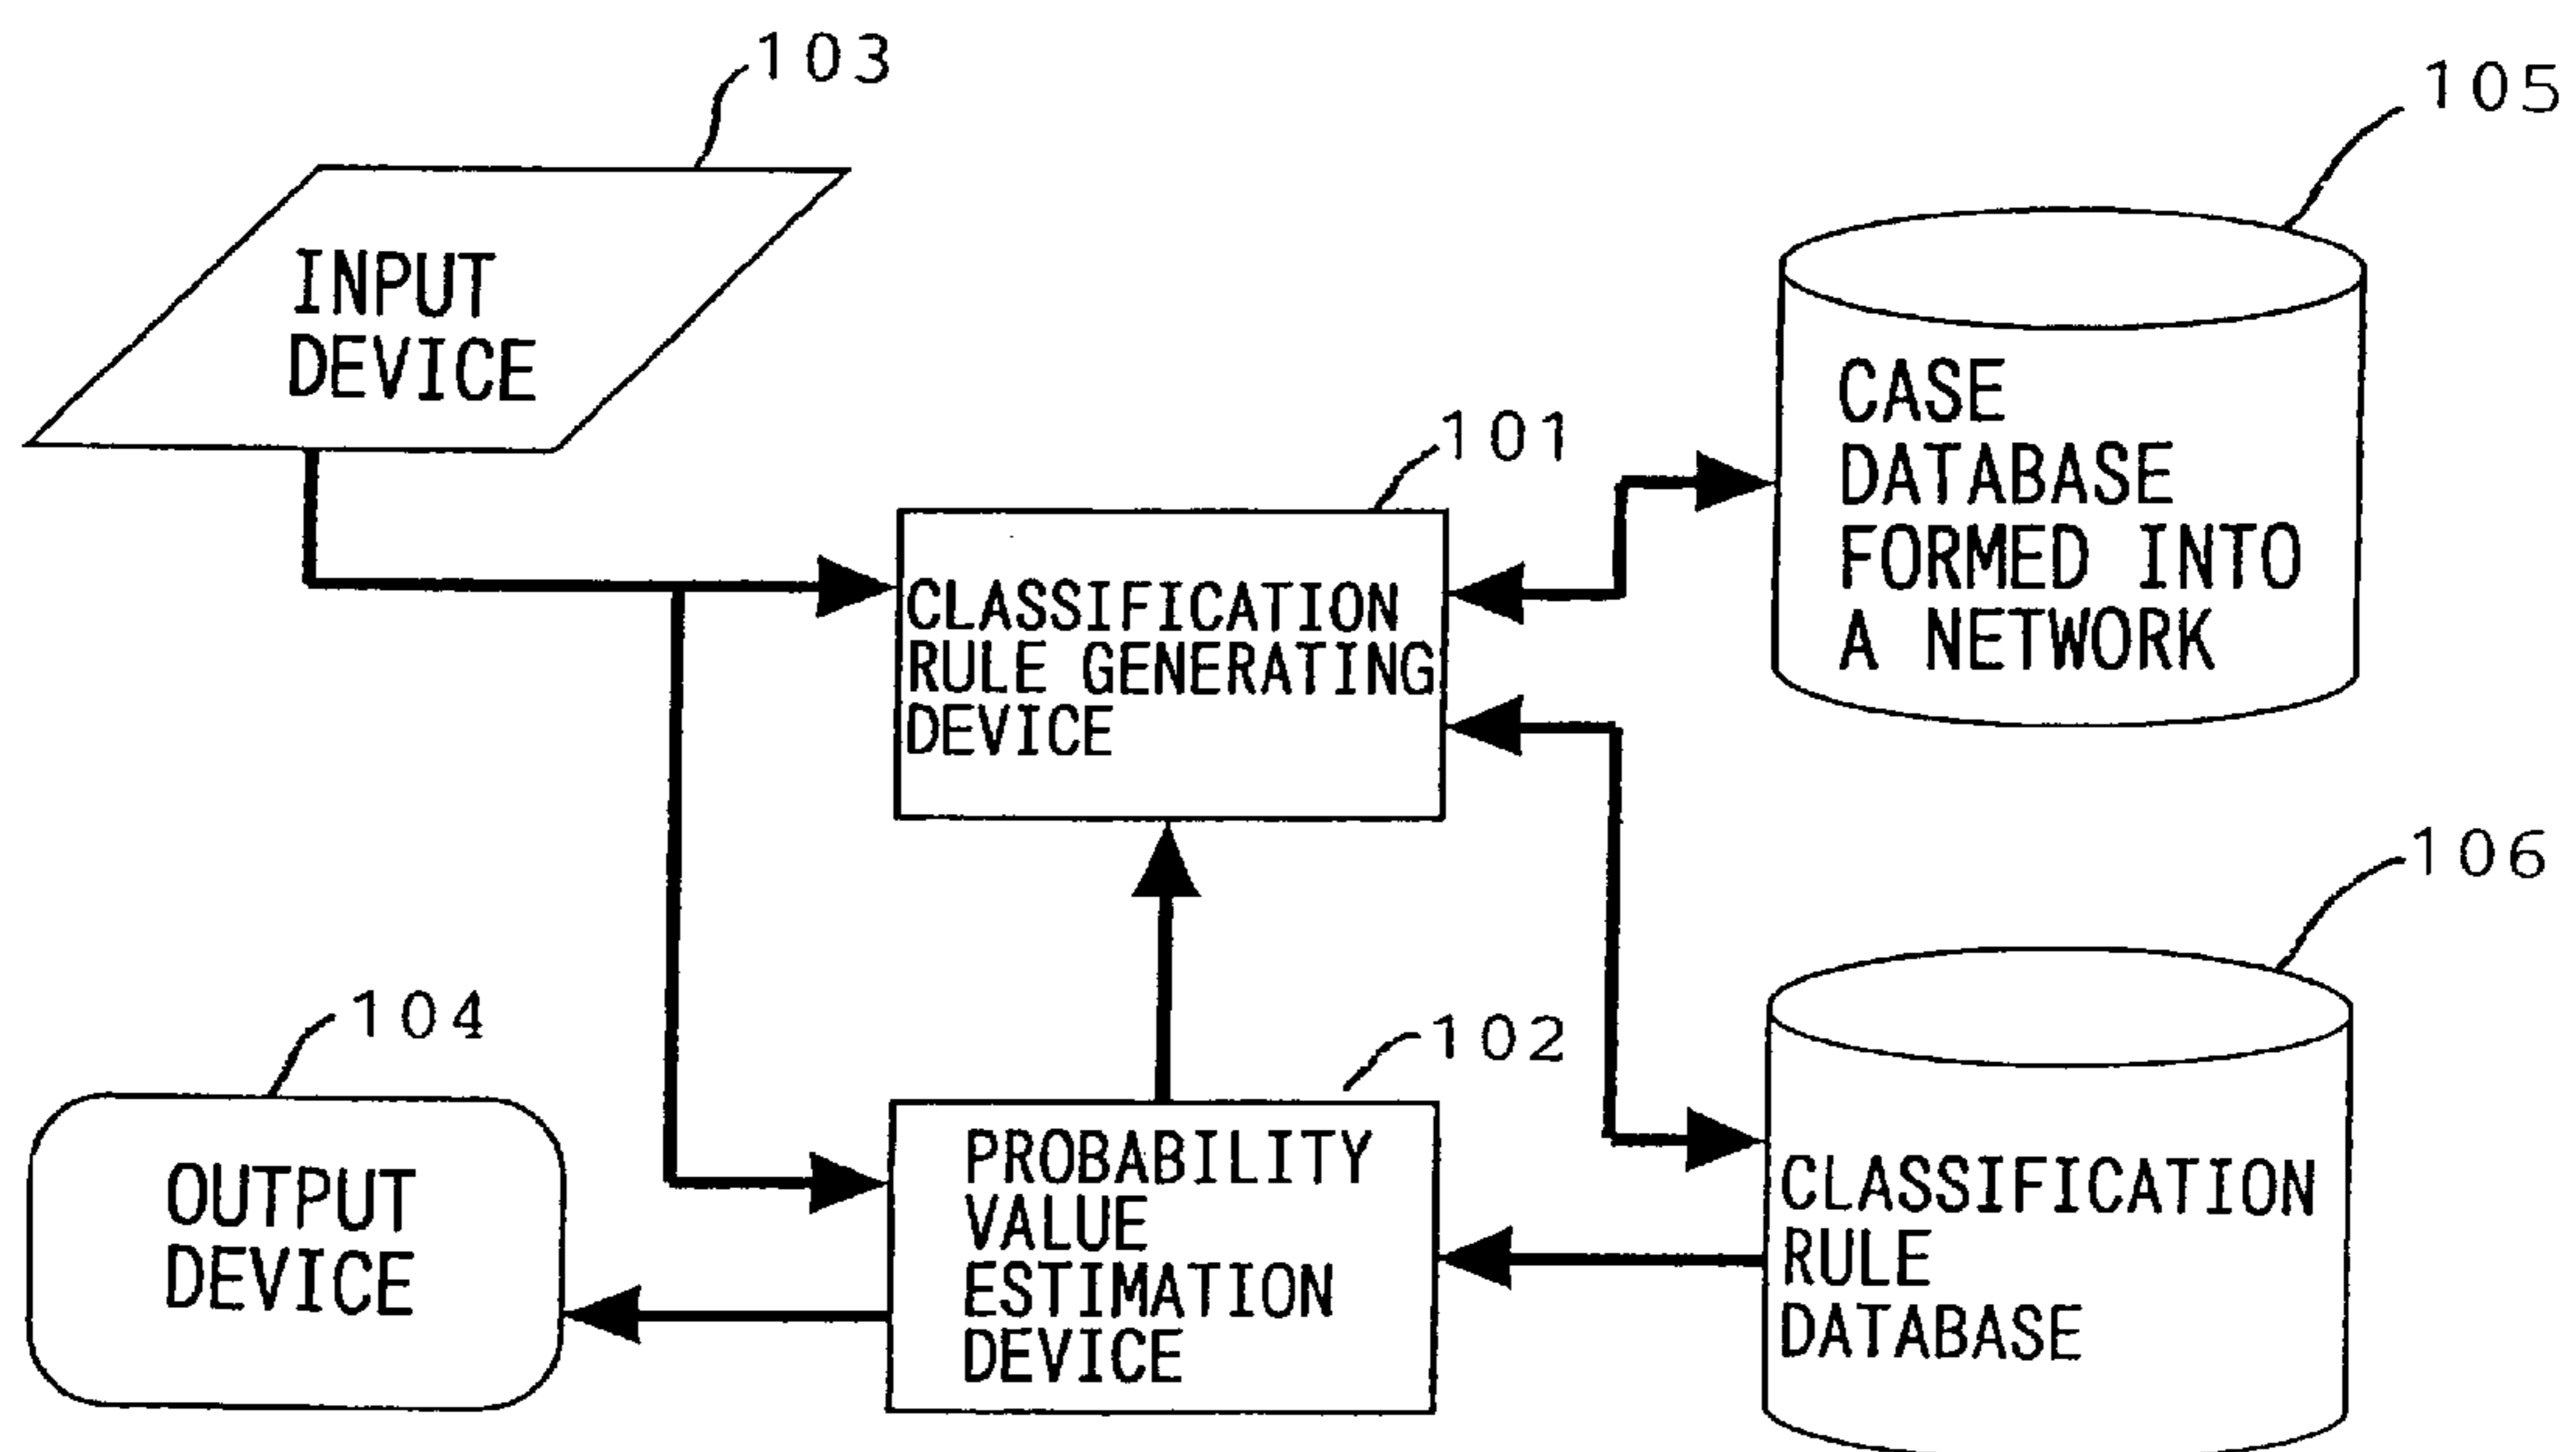 103
INPUT
DEVICE
105
CASE
DATABASE
FORMED INTO
A NETWORK
101
CLASSIFICATION
RULE GENERATING
DEVICE
106
CLASSIFICATION
RULE
DATABASE
102
PROBABILITY
VALUE
ESTIMATION
DEVICE
104
OUTPUT
DEVICE